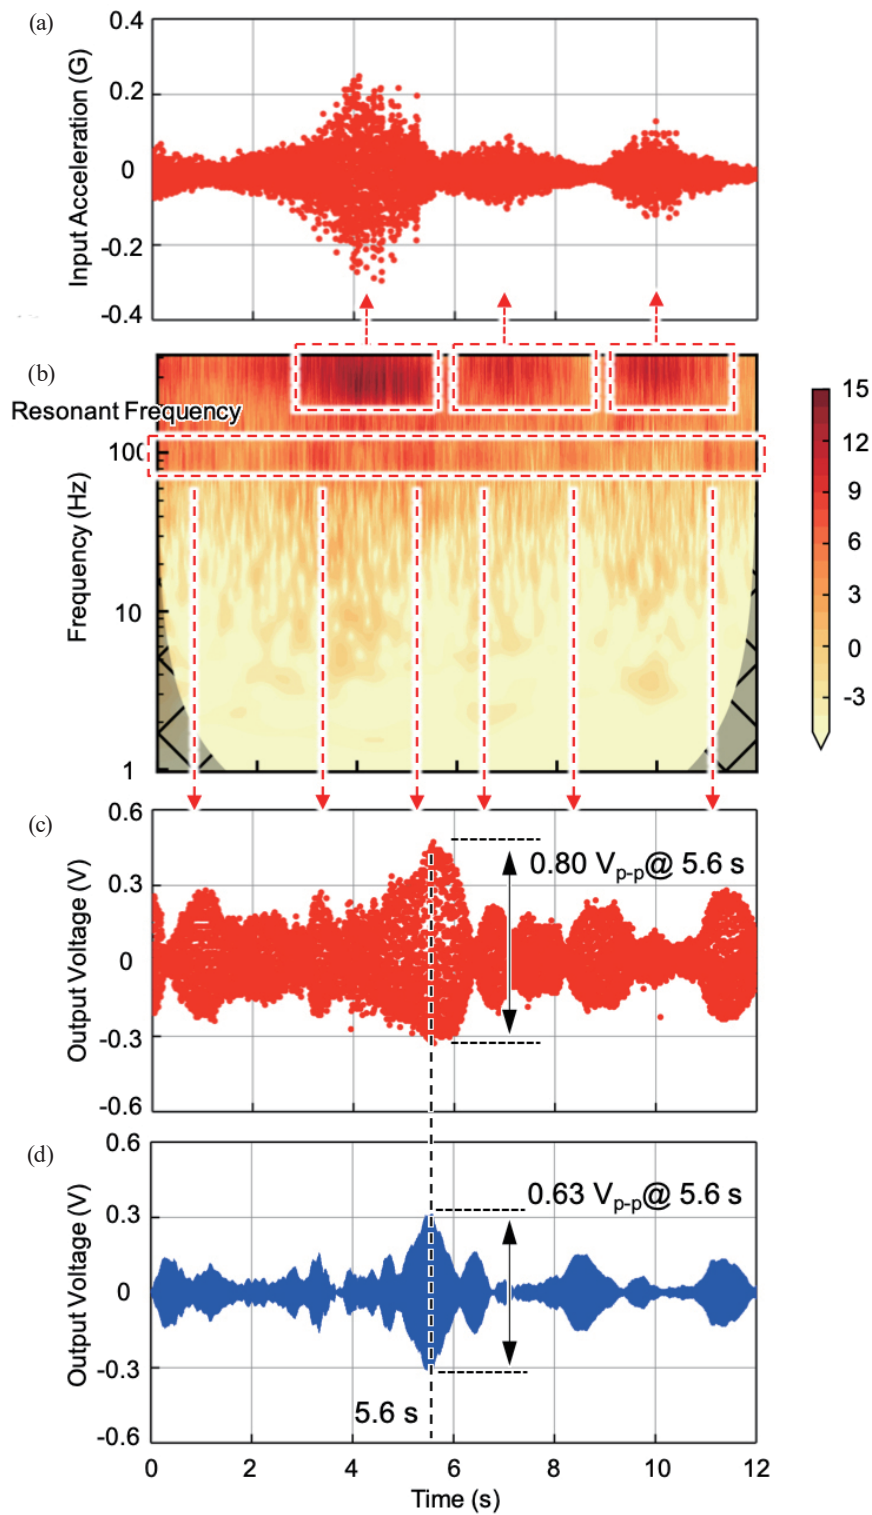 (a)
0.4
0.2
0
-0.2
-0.4
Input Acceleration (G)
(b)
Resonant Frequency
100
10
1
Frequency (Hz)
15
12
9
6
3
0
-3
(c)
0.6
0.3
0
-0.3
-0.6
Output Voltage (V)
0.80 Vp-p@ 5.6 s
(d)
0.6
0.3
0
-0.3
-0.6
Output Voltage (V)
0.63 Vp-p@ 5.6 s
5.6 s
0 2 4 6 8 10 12
Time (s)